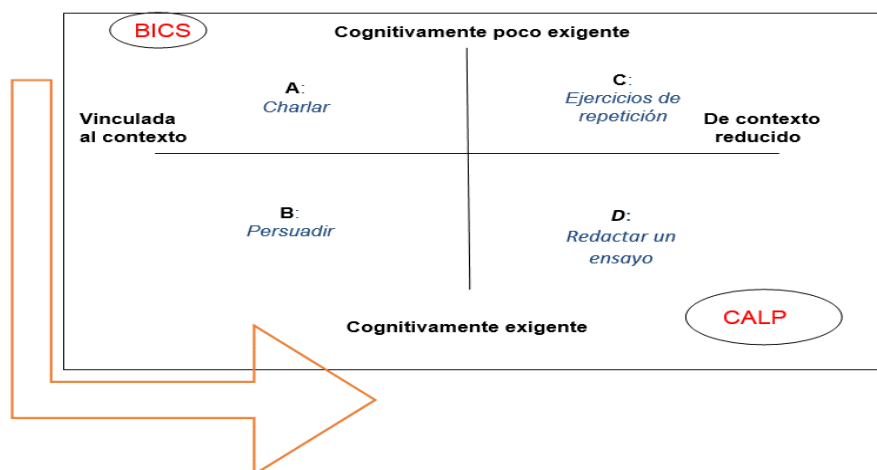 BICS
Cognitivamente poco exigente
A:
Charlar
C:
Ejercicios de
repetición
Vinculada
al contexto
De contexto
reducido
B:
Persuadir
D:
Redactar un
ensayo
Cognitivamente exigente
CALP